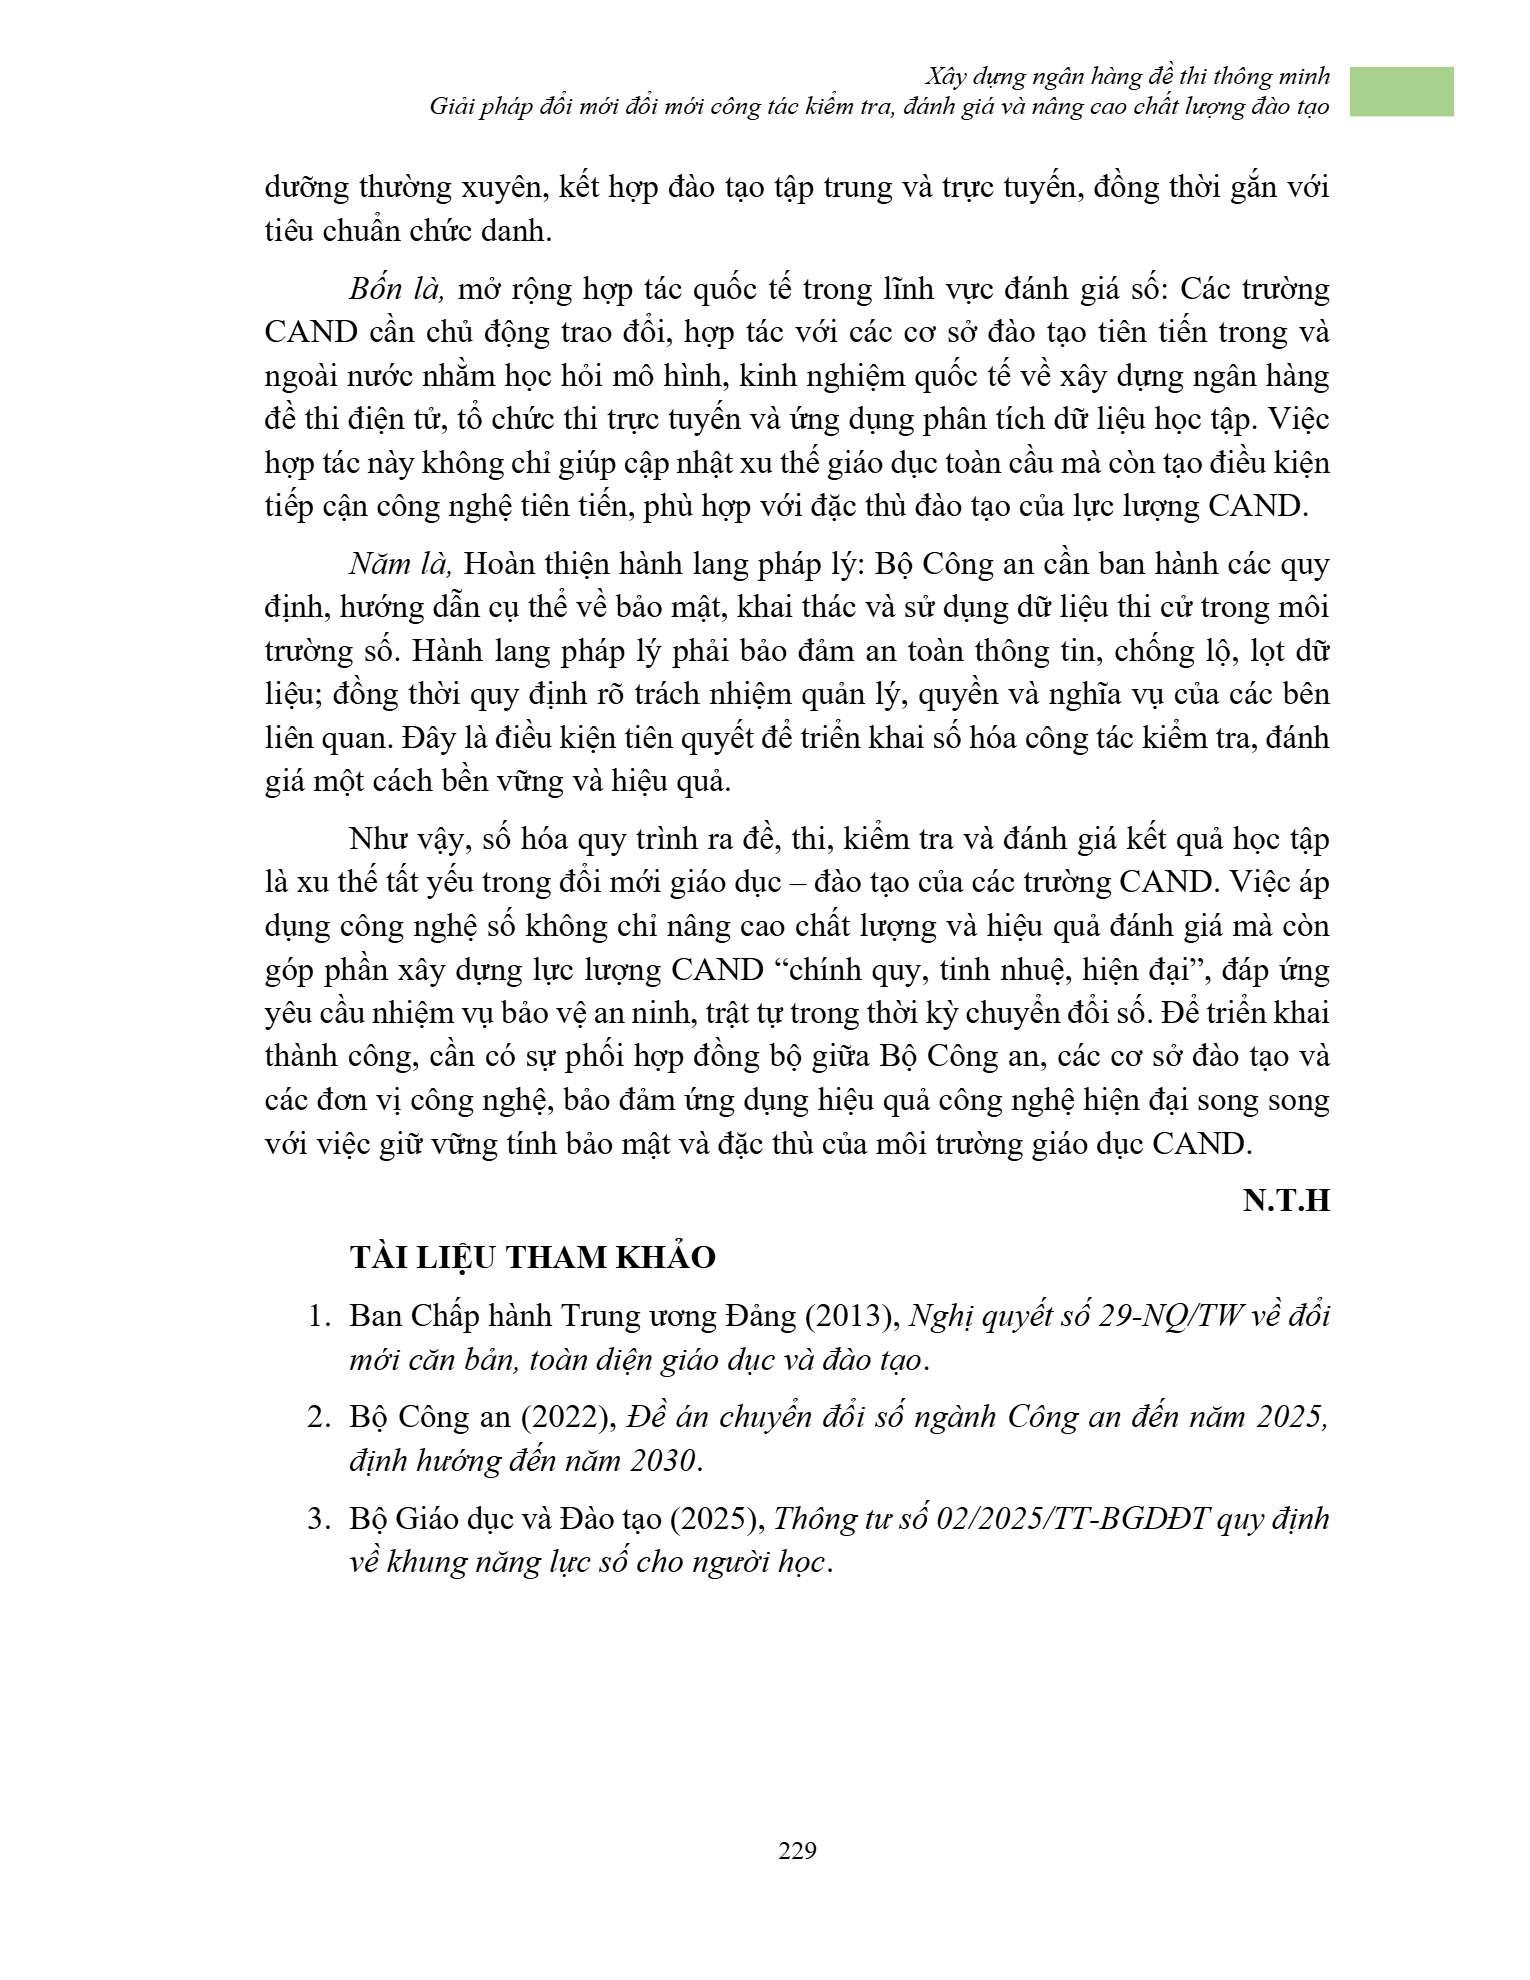 Xây dựng ngân hàng đề thi thông minh
Giải pháp đổi mới đổi mới công tác kiểm tra, đánh giá và nâng cao chất lượng đào tạo
dưỡng thường xuyên, kết hợp đào tạo tập trung và trực tuyến, đồng thời gắn với
tiêu chuẩn chức danh.
Bốn là, mở rộng hợp tác quốc tế trong lĩnh vực đánh giá số: Các trường
CAND cần chủ động trao đổi, hợp tác với các cơ sở đào tạo tiên tiến trong và
ngoài nước nhằm học hỏi mô hình, kinh nghiệm quốc tế về xây dựng ngân hàng
đề thi điện tử, tổ chức thi trực tuyến và ứng dụng phân tích dữ liệu học tập. Việc
hợp tác này không chỉ giúp cập nhật xu thế giáo dục toàn cầu mà còn tạo điều kiện
tiếp cận công nghệ tiên tiến, phù hợp với đặc thù đào tạo của lực lượng CAND.
Năm là, Hoàn thiện hành lang pháp lý: Bộ Công an cần ban hành các quy
định, hướng dẫn cụ thể về bảo mật, khai thác và sử dụng dữ liệu thi cử trong môi
trường số. Hành lang pháp lý phải bảo đảm an toàn thông tin, chống lộ, lọt dữ
liệu; đồng thời quy định rõ trách nhiệm quản lý, quyền và nghĩa vụ của các bên
liên quan. Đây là điều kiện tiên quyết để triển khai số hóa công tác kiểm tra, đánh
giá một cách bền vững và hiệu quả.
Như vậy, số hóa quy trình ra đề, thi, kiểm tra và đánh giá kết quả học tập
là xu thế tất yếu trong đổi mới giáo dục – đào tạo của các trường CAND. Việc áp
dụng công nghệ số không chỉ nâng cao chất lượng và hiệu quả đánh giá mà còn
góp phần xây dựng lực lượng CAND “chính quy, tinh nhuệ, hiện đại”, đáp ứng
yêu cầu nhiệm vụ bảo vệ an ninh, trật tự trong thời kỳ chuyển đổi số. Để triển khai
thành công, cần có sự phối hợp đồng bộ giữa Bộ Công an, các cơ sở đào tạo và
các đơn vị công nghệ, bảo đảm ứng dụng hiệu quả công nghệ hiện đại song song
với việc giữ vững tính bảo mật và đặc thù của môi trường giáo dục CAND.
N.T.H
TÀI LIỆU THAM KHẢO
1. Ban Chấp hành Trung ương Đảng (2013), Nghị quyết số 29-NQ/TW về đổi
mới căn bản, toàn diện giáo dục và đào tạo.
2. Bộ Công an (2022), Đề án chuyển đổi số ngành Công an đến năm 2025,
định hướng đến năm 2030.
3. Bộ Giáo dục và Đào tạo (2025), Thông tư số 02/2025/TT-BGDĐT quy định
về khung năng lực số cho người học.
229